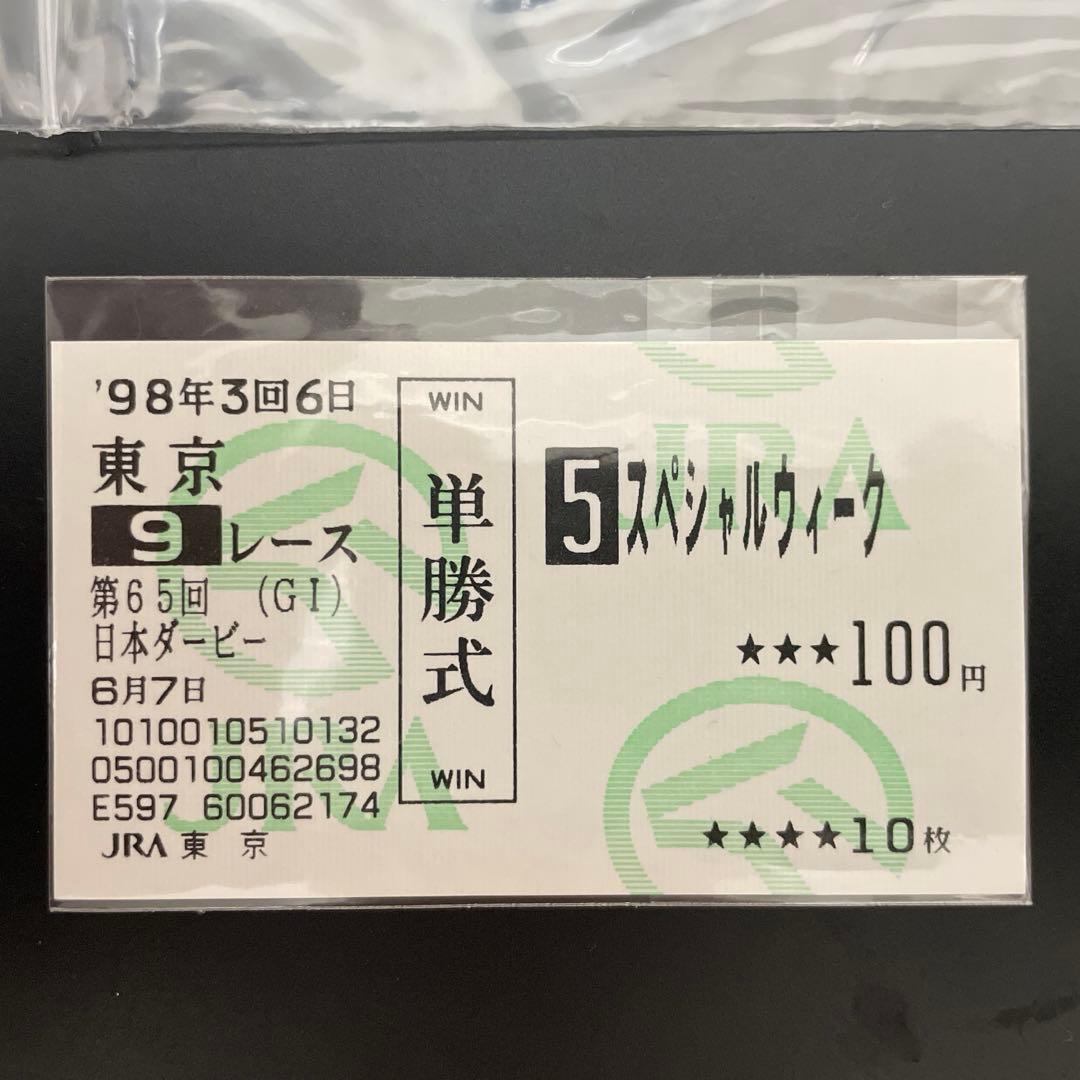 '98年3回6日
東京
9レース
第65回 (GI)
日本ダービー
6月7日
1010010510132
0500100462698
E597 60062174
JRA 東京
WIN
単勝式
WIN
5スペシャルウィーク
★★★100円
★★★★10枚
JRA
JRA